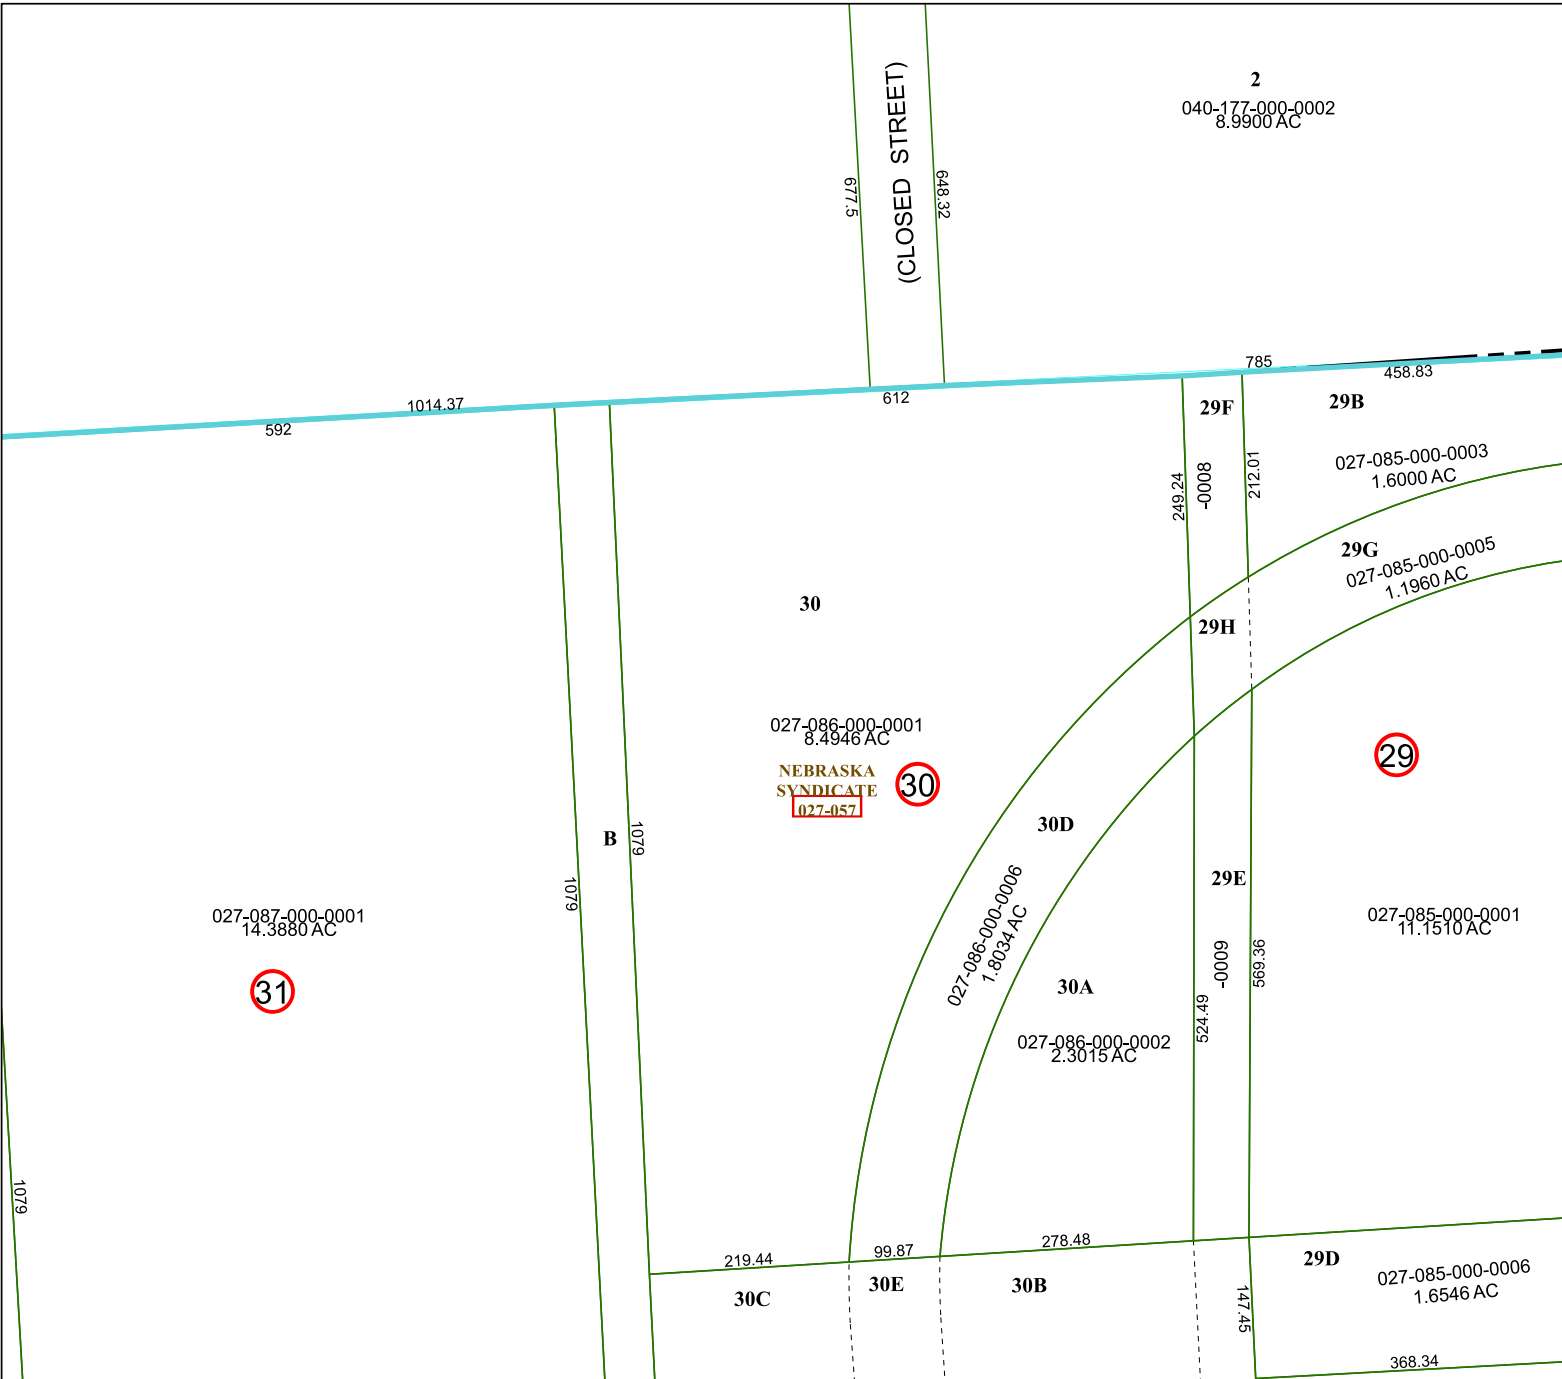 2
040-177-000-0002
8.9900 AC
(CLOSED STREET)
677.5
648.32
785
458.83
1014.37
592
612
29F
29B
027-085-000-0003
1.6000 AC
249.24
-0008
212.01
29G
027-085-000-0005
1.1960 AC
30
29H
027-086-000-0001
8.4946 AC
NEBRASKA
SYNDICATE
027-057
30
29
30D
B
1079
1079
027-086-000-0006
1.8034 AC
29E
027-087-000-0001
14.3880 AC
027-085-000-0001
11.1510 AC
31
-0009
569.36
30A
524.49
027-086-000-0002
2.3015 AC
1079
219.44
99.87
278.48
30C
30E
30B
29D
027-085-000-0006
1.6546 AC
147.45
368.34